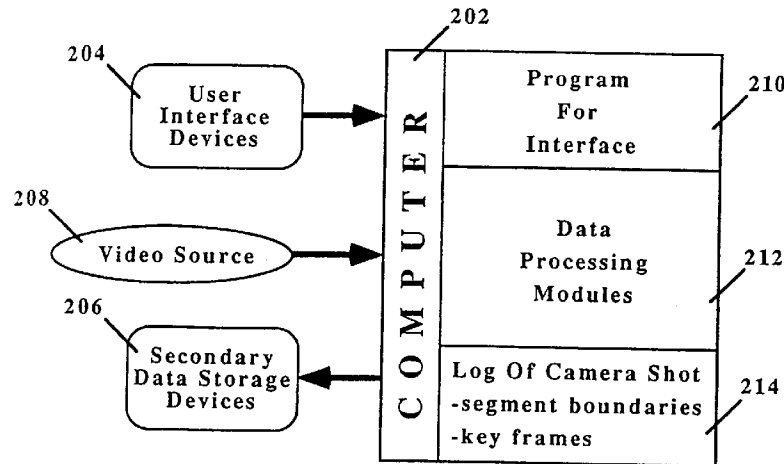 202
204
User
Interface
Devices
208
Video Source
206
Secondary
Data Storage
Devices
COMPUTER
Program
For
Interface
210
Data
Processing
Modules
212
Log Of Camera Shot
-segment boundaries
-key frames
214